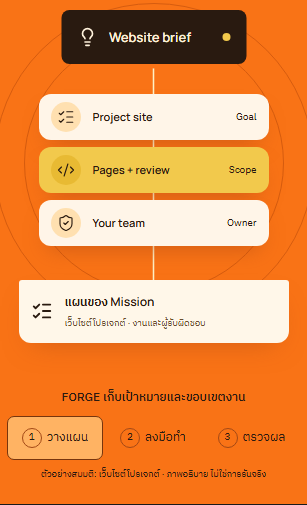 Website brief
Project site Goal
Pages + review Scope
Your team Owner
แผนของ Mission
เว็บไซต์โปรเจกต์ · งานและผู้รับผิดชอบ
FORGE เก็บเป้าหมายและขอบเขตงาน
1 วางแผน 2 ลงมือทำ 3 ตรวจผล
ตัวอย่างสมมติ: เว็บไซต์โปรเจกต์ · ภาพอธิบาย ไม่ใช่การรันจริง